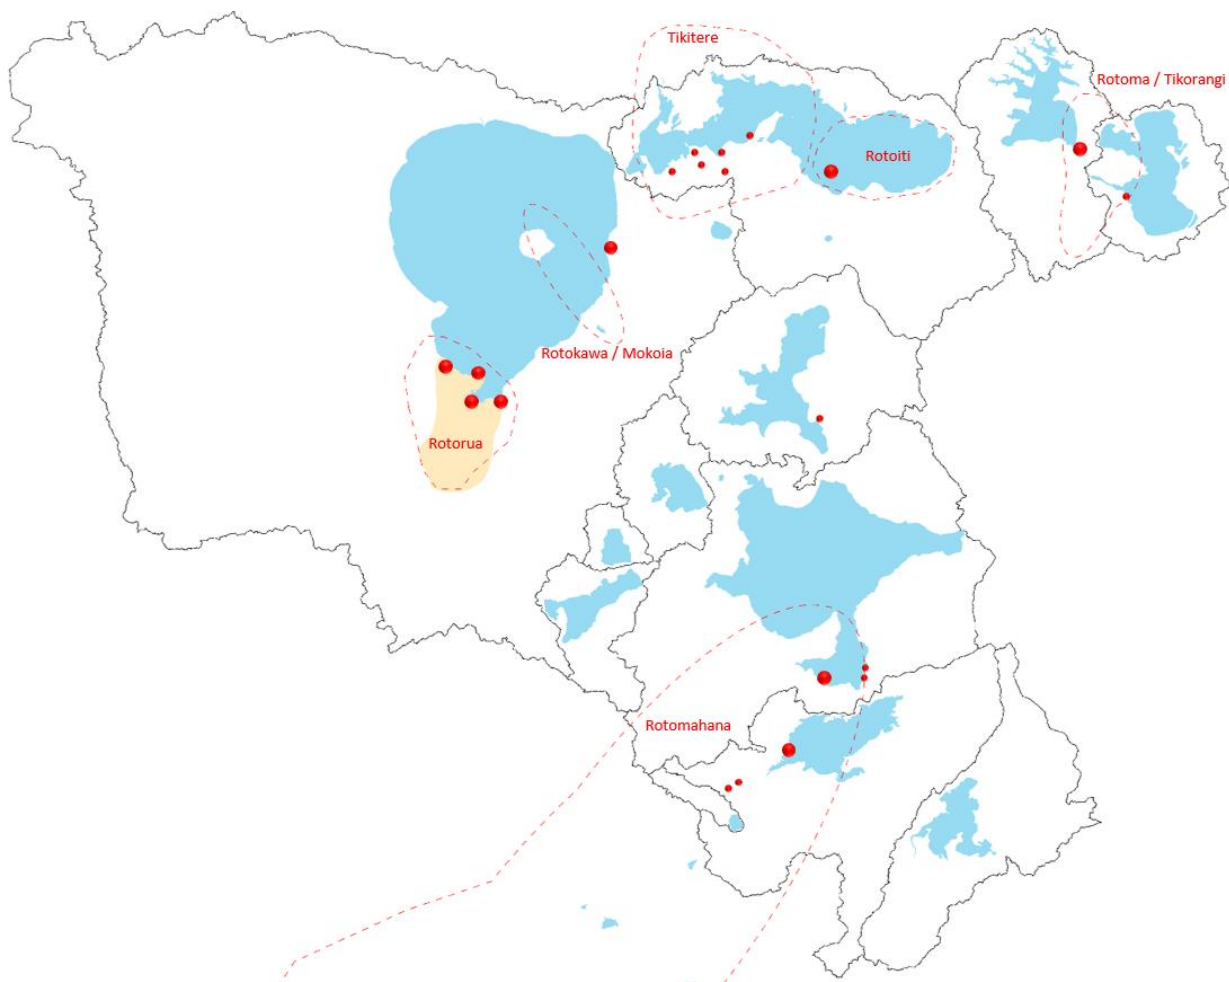 Tikitere
Rotoma / Tikorangi
Rotoiti
Rotokawa / Mokoia
Rotorua
Rotomahana